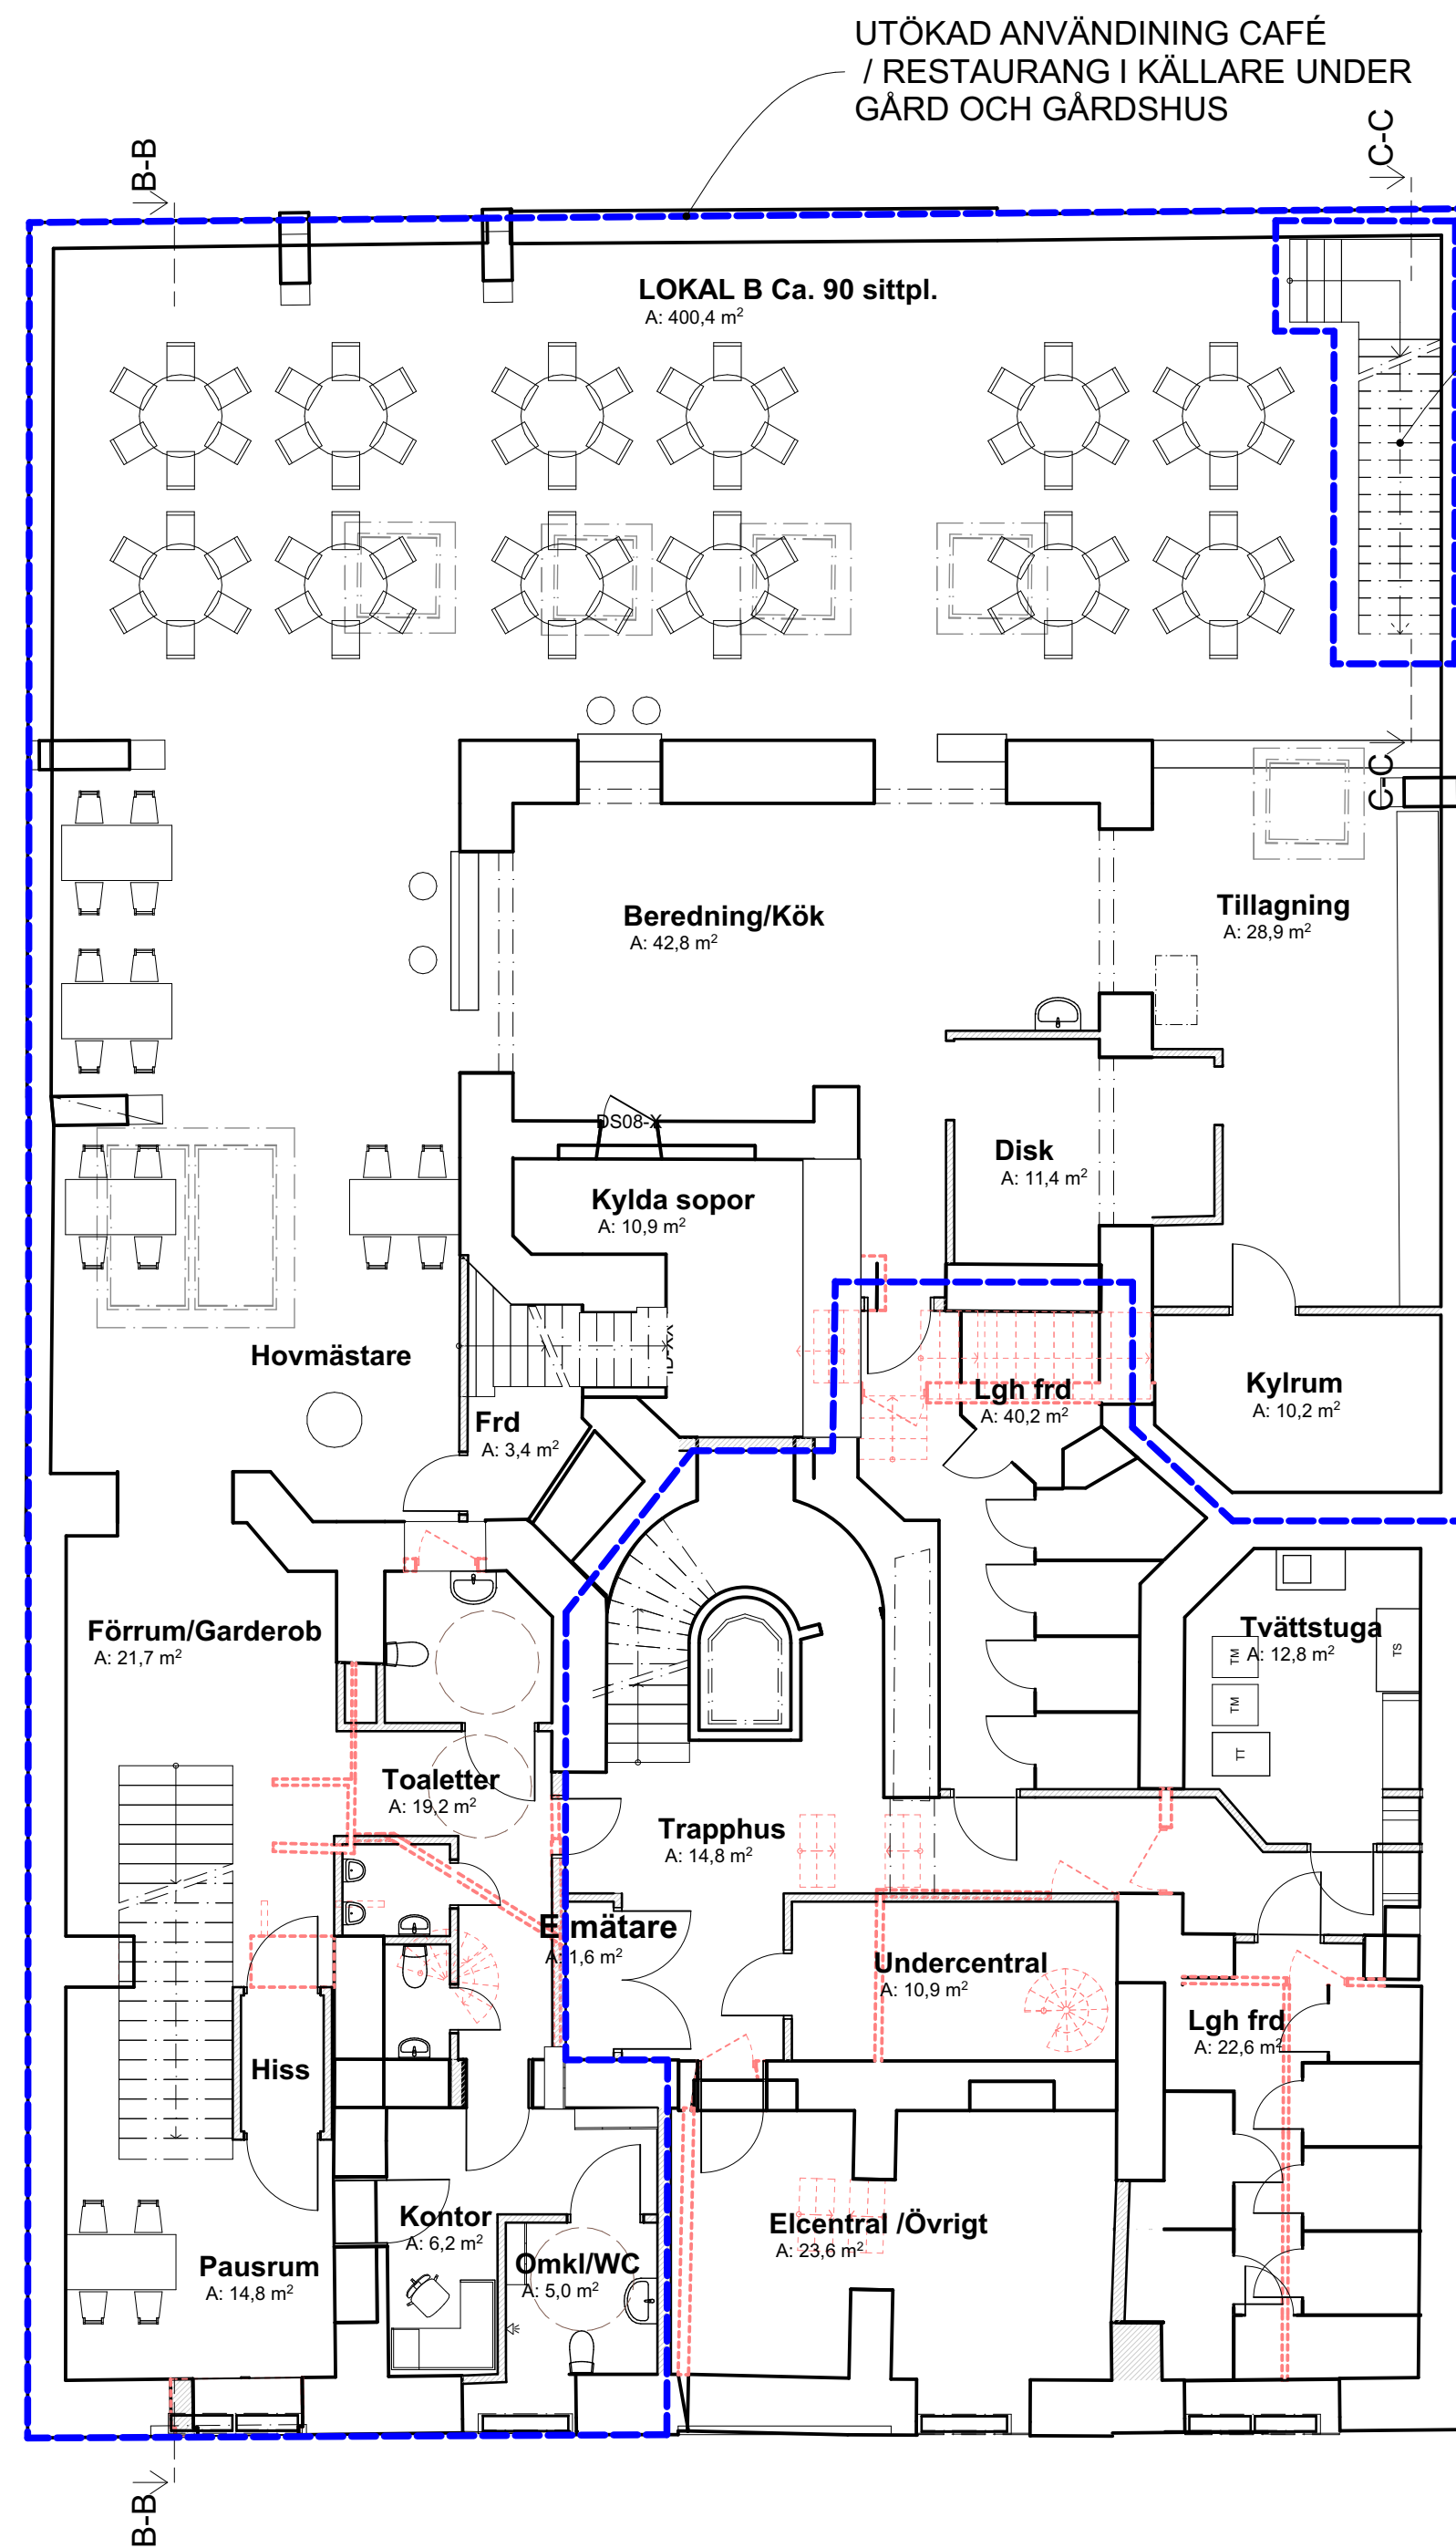 UTÖKAD ANVÄNDINING CAFÉ
/ RESTAURANG I KÄLLARE UNDER
GÅRD OCH GÅRDSHUS
B-B
C-C
LOKAL B Ca. 90 sittpl.
A: 400,4 m²
C-C
Beredning/Kök
A: 42,8 m²
Tillagning
A: 28,9 m²
DS08-X
Disk
A: 11,4 m²
Kylda sopor
A: 10,9 m²
Hovmästare
Lgh frd
A: 40,2 m²
Kylrum
A: 10,2 m²
Frd
A: 3,4 m²
Förrum/Garderob
A: 21,7 m²
Tvättstuga
A: 12,8 m²
TM
TS
TM
TT
Toaletter
A: 19,2 m²
Trapphus
A: 14,8 m²
E mätare
A: 1,6 m²
Undercentral
A: 10,9 m²
Lgh frd
A: 22,6 m²
Hiss
Kontor
A: 6,2 m²
Elcentral /Övrigt
A: 23,6 m²
Pausrum
A: 14,8 m²
Omkl/WC
A: 5,0 m²
B-B